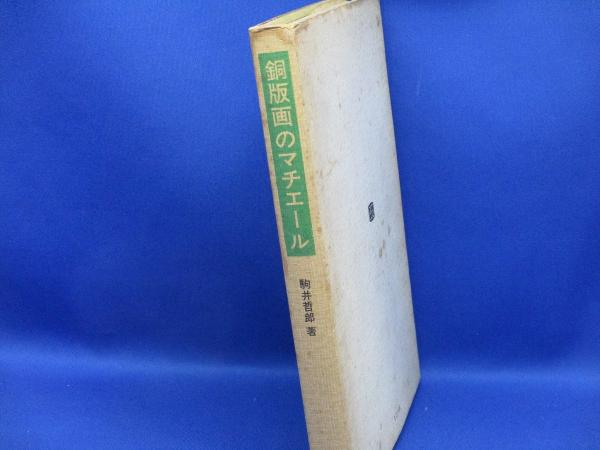 銅版画のマチエール
駒井哲郎 著